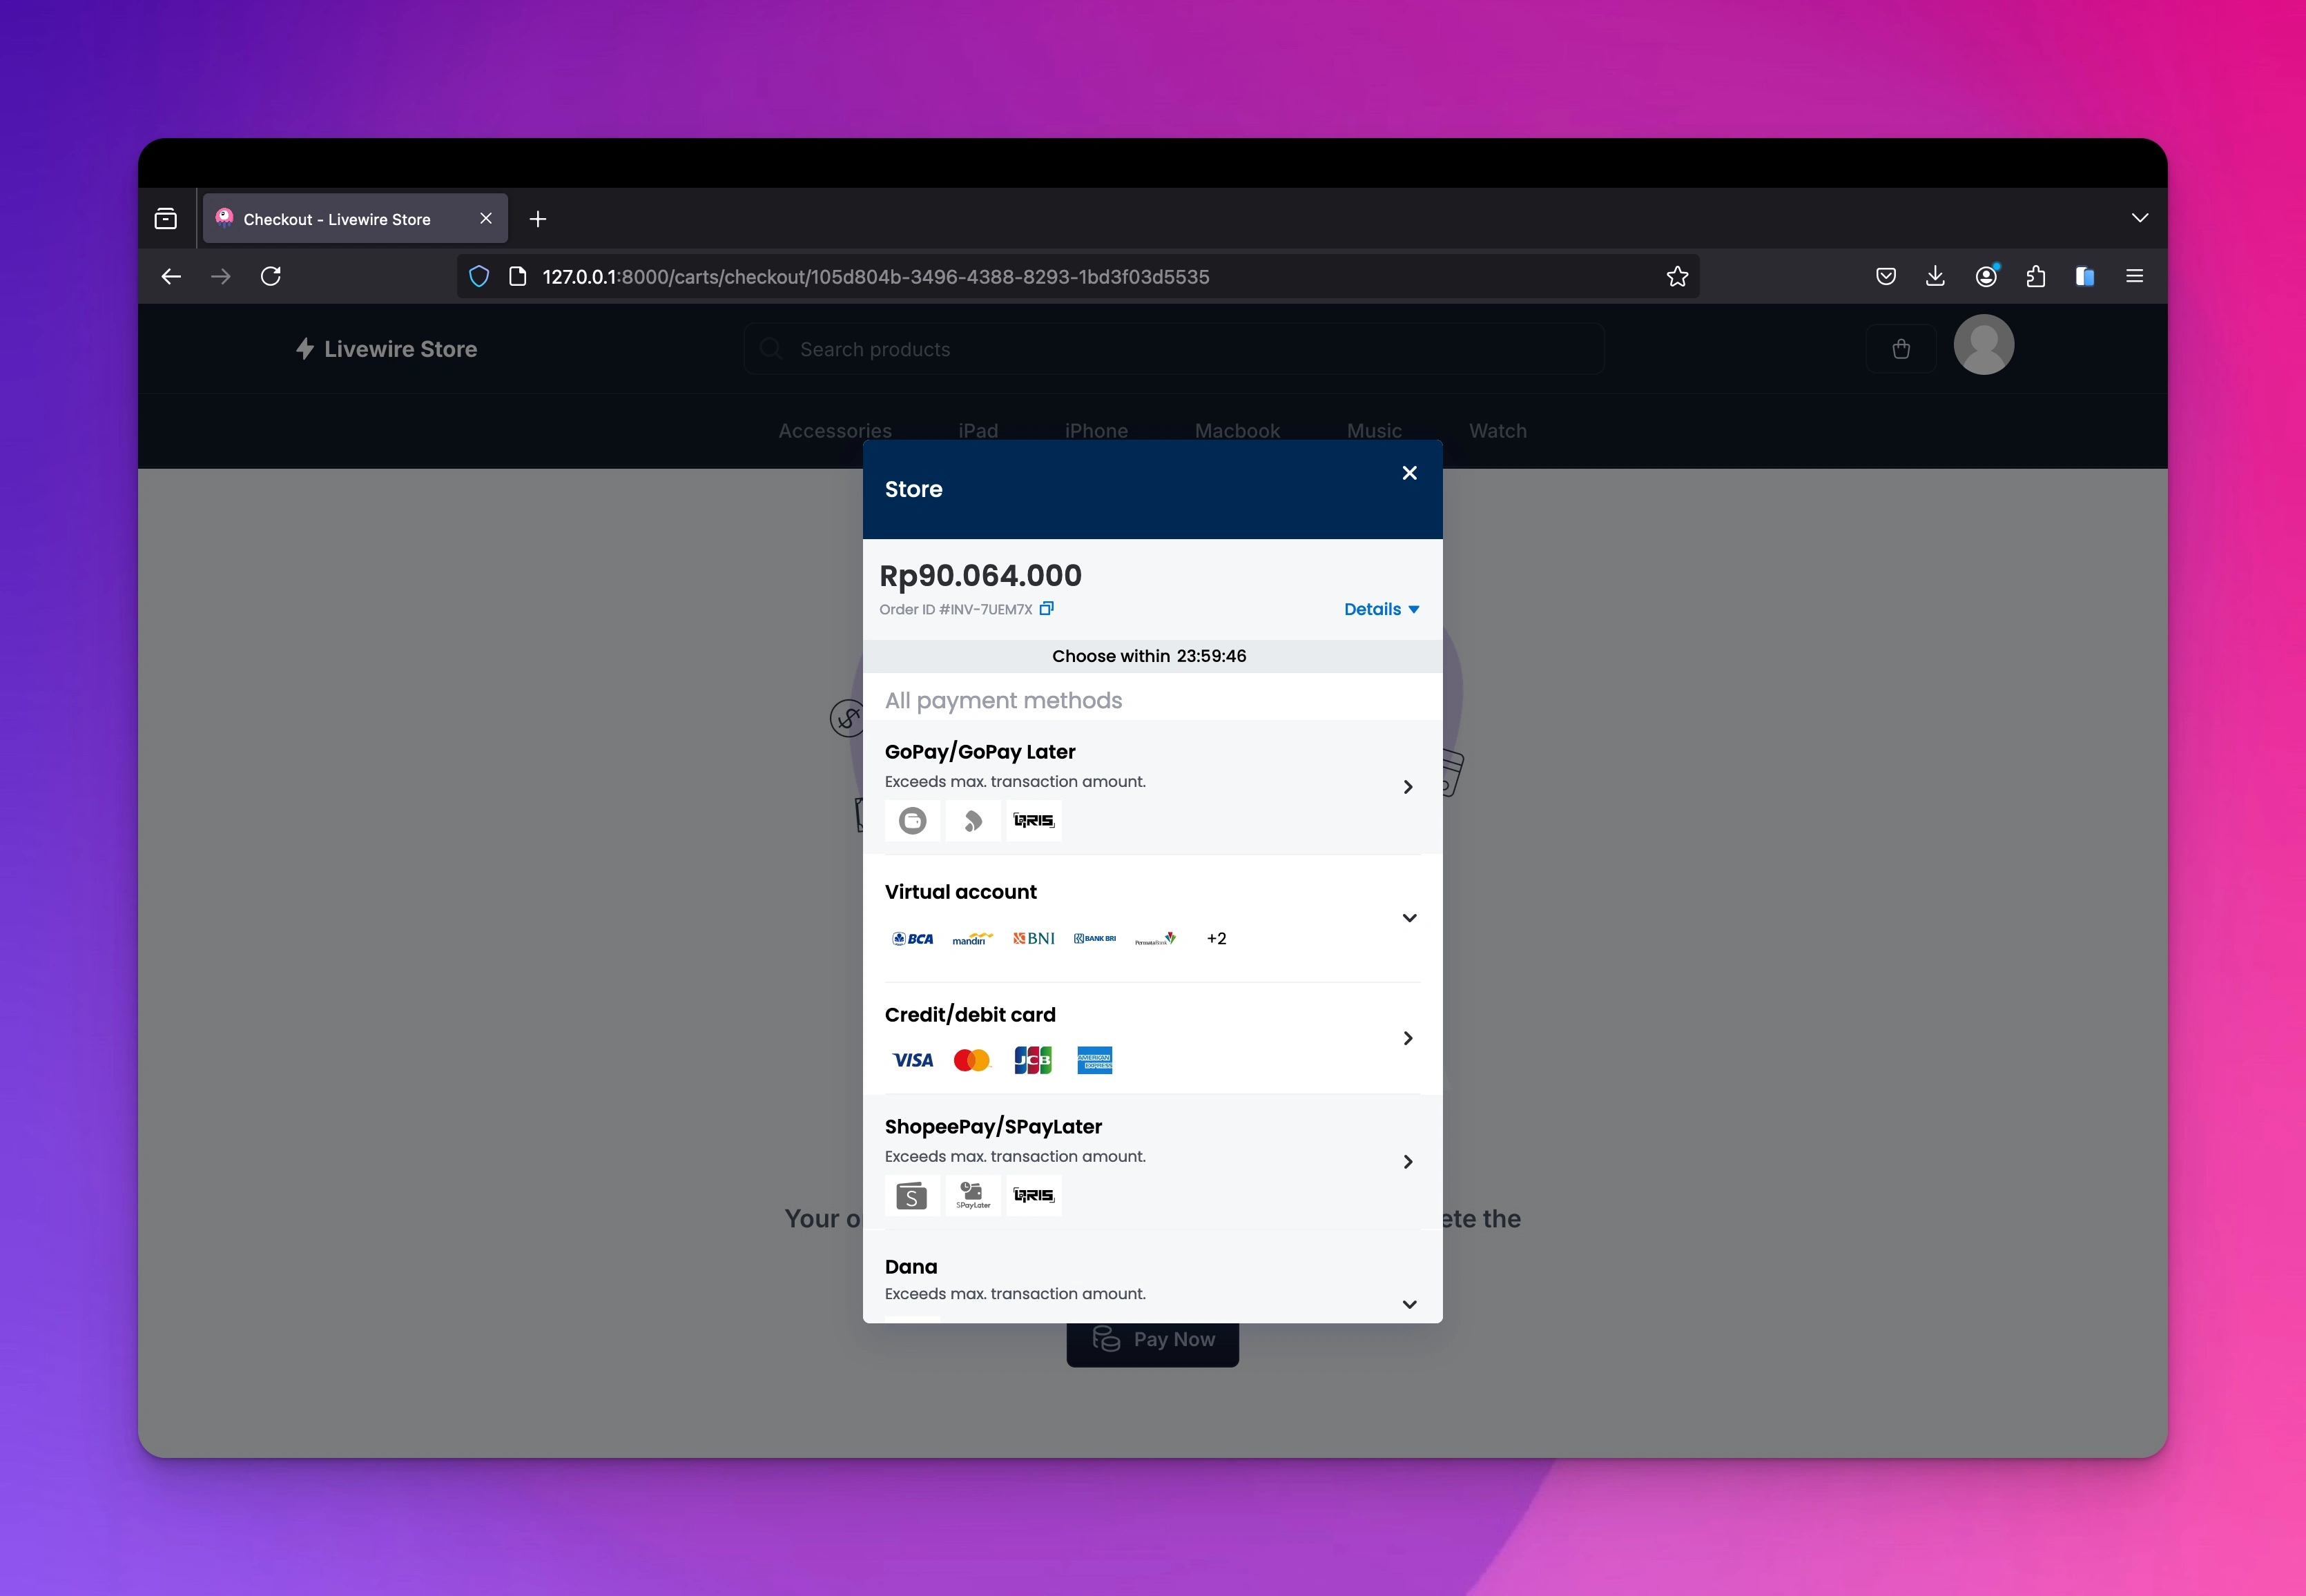 Checkout - Livewire Store
127.0.0.1:8000/carts/checkout/105d804b-3496-4388-8293-1bd3f03d5535
Livewire Store
Search products
Accessories iPad iPhone Macbook Music Watch
Store
Rp90.064.000
Order ID #INV-7UEM7X
Details
Choose within 23:59:46
All payment methods
GoPay/GoPay Later
Exceeds max. transaction amount.
QRIS
Virtual account
BCA mandiri BNI BANK BRI PermataBank +2
Credit/debit card
VISA JCB AMERICAN EXPRESS
ShopeePay/SPayLater
Exceeds max. transaction amount.
S SPayLater QRIS
Your o
ete the
Dana
Exceeds max. transaction amount.
Pay Now